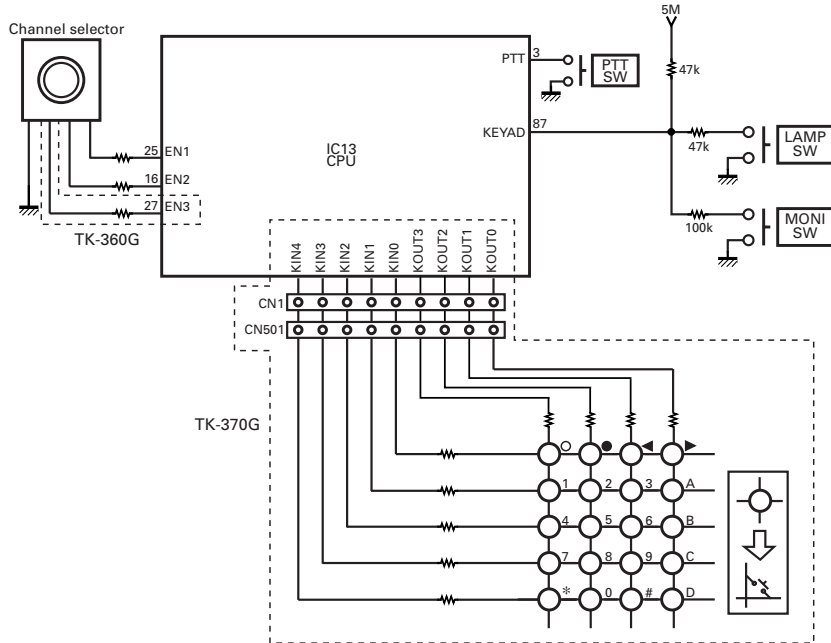 Channel selector
5M
PTT
3
PTT
SW
47k
KEYAD
87
47k
LAMP
SW
IC13
CPU
25 EN1
16 EN2
27 EN3
TK-360G
100k
MONI
SW
KIN4
KIN3
KIN2
KIN1
KIN0
KOUT3
KOUT2
KOUT1
KOUT0
CN1
CN501
TK-370G
1 2 3 A
4 5 6 B
7 8 9 C
* 0 # D